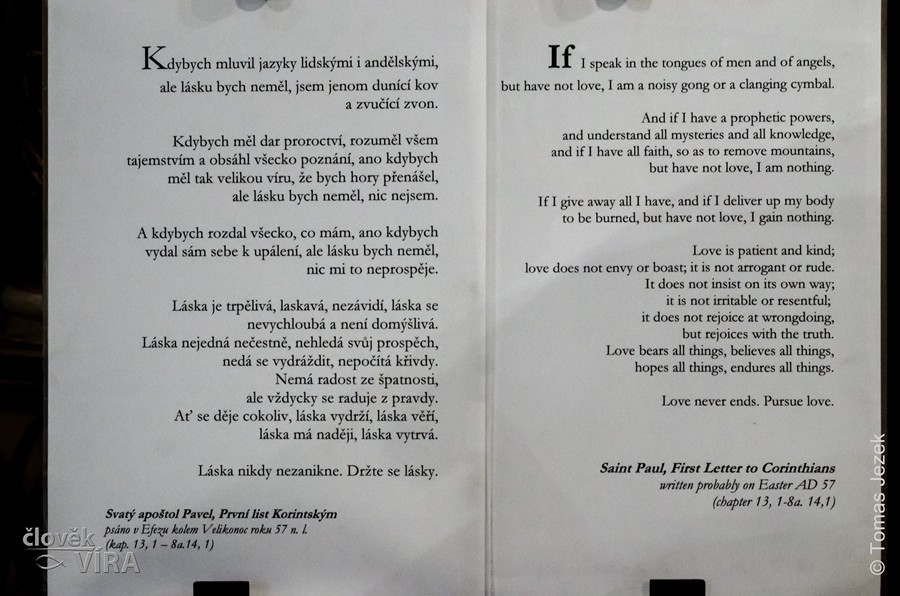 Kdybych mluvil jazyky lidskými i andělskými,
ale lásku bych neměl, jsem jenom dunící kov
a zvučící zvon.
Kdybych měl dar proroctví, rozuměl všem
tajemstvím a obsáhl všecko poznání, ano kdybych
měl tak velikou víru, že bych hory přenášel,
ale lásku bych neměl, nic nejsem.
A kdybych rozdal všecko, co mám, ano kdybych
vydal sám sebe k upálení, ale lásku bych neměl,
nic mi to neprospěje.
Láska je trpělivá, laskavá, nezávidí, láska se
nevychloubá a není domýšlivá.
Láska nejedná nečestně, nehledá svůj prospěch,
nedá se vydráždit, nepočítá křivdy.
Nemá radost ze špatnosti,
ale vždycky se raduje z pravdy.
Ať se děje cokoliv, láska vydrží, láska věří,
láska má naději, láska vytrvá.
Láska nikdy nezanikne. Držte se lásky.
Svatý apoštol Pavel, První list Korintským
psáno v Efezu kolem Velikonoc roku 57 n. l.
(kap. 13, 1 – 8a.14, 1)
If I speak in the tongues of men and of angels,
but have not love, I am a noisy gong or a clanging cymbal.
And if I have a prophetic powers,
and understand all mysteries and all knowledge,
and if I have all faith, so as to remove mountains,
but have not love, I am nothing.
If I give away all I have, and if I deliver up my body
to be burned, but have not love, I gain nothing.
Love is patient and kind;
love does not envy or boast; it is not arrogant or rude.
It does not insist on its own way;
it is not irritable or resentful;
it does not rejoice at wrongdoing,
but rejoices with the truth.
Love bears all things, believes all things,
hopes all things, endures all things.
Love never ends. Pursue love.
Saint Paul, First Letter to Corinthians
written probably on Easter AD 57
(chapter 13, 1-8a. 14,1)
člověk
VÍRA
© Tomas Jezek